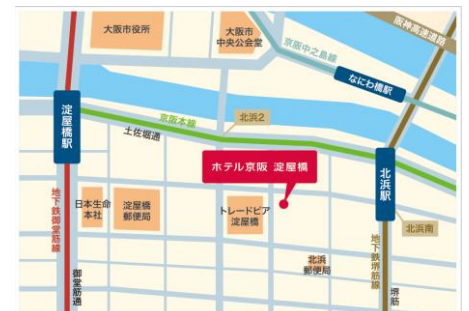 大阪市役所
大阪市
中央公会堂
阪神高速道路
京阪中之島線
なにわ橋駅
淀屋橋駅
京阪本線
土佐堀通
北浜2
ホテル京阪 淀屋橋
北浜駅
日本生命
本社
淀屋橋
郵便局
トレードピア
淀屋橋
北浜南
地下鉄御堂筋線
地下鉄堺筋線
北浜
郵便局
御堂筋通
堺筋